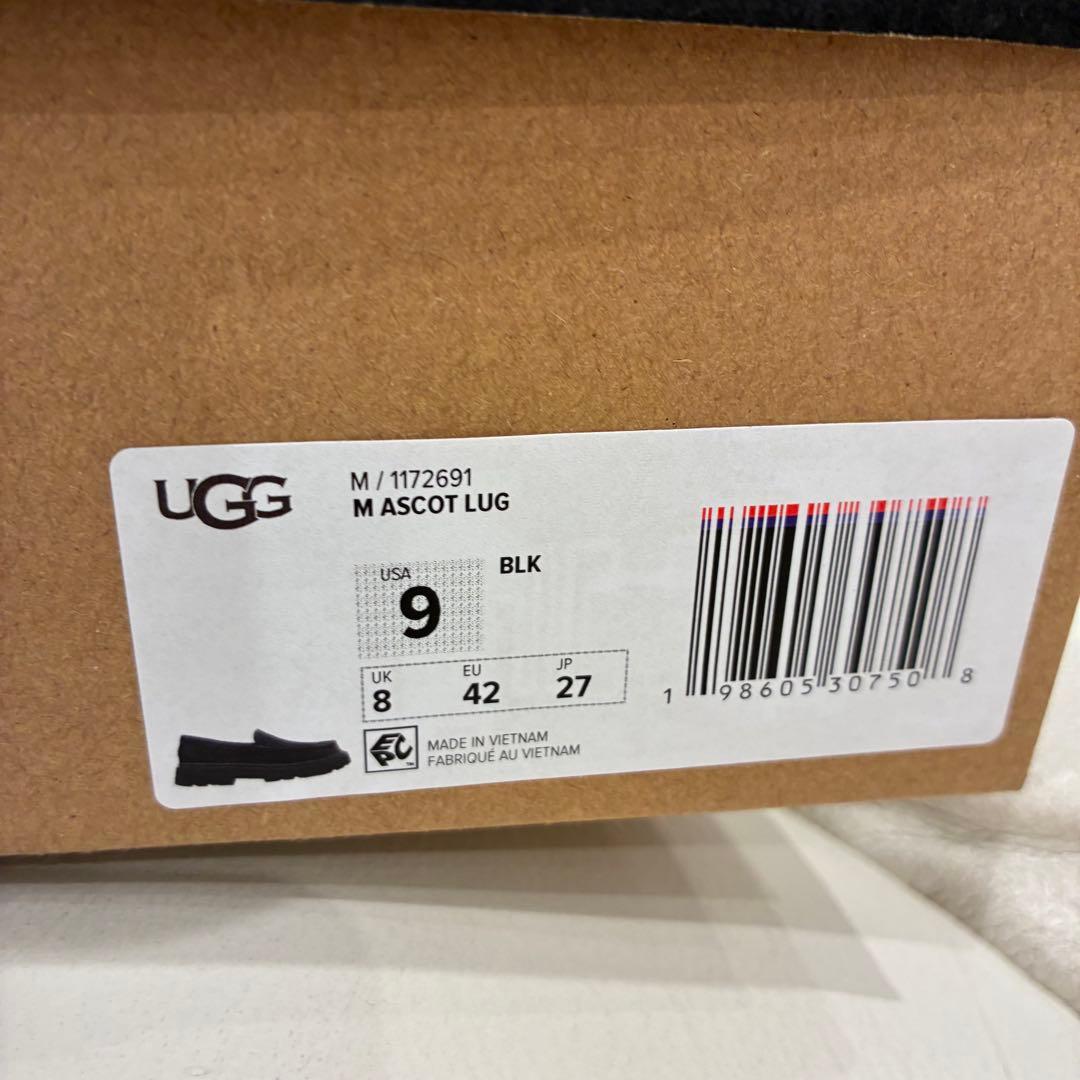 UGG
M / 1172691
M ASCOT LUG
USA
9
BLK
UK
8
EU
42
JP
27
EPC™
MADE IN VIETNAM
FABRIQUÉ AU VIETNAM
1 98605 30750 8